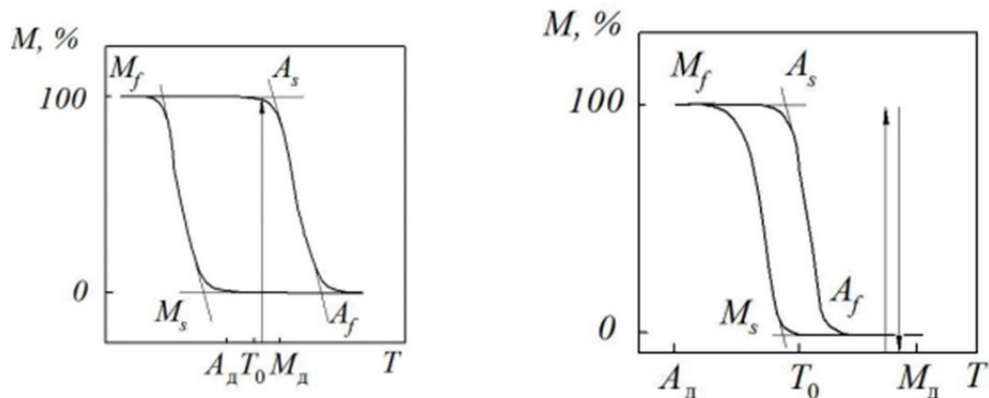 M, %
M_f
A_s
100
0
M_s
A_f
A_д T_0 M_д
T
M, %
M_f
A_s
100
A_f
M_s
0
A_д
T_0
M_д
T